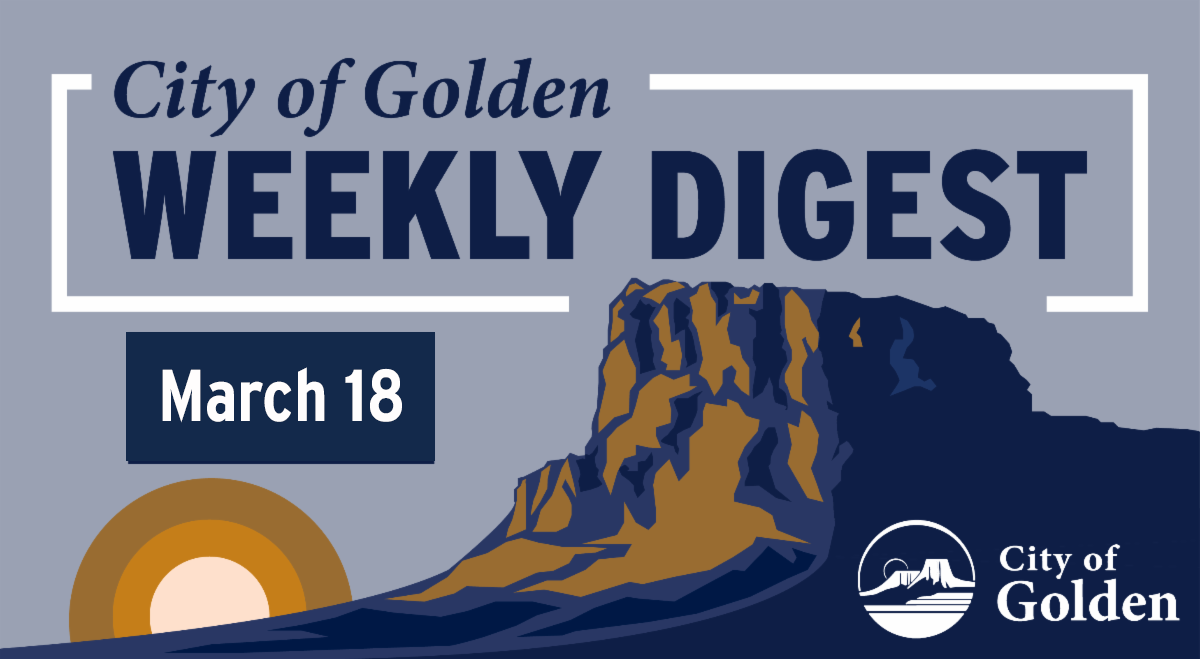 City of Golden
WEEKLY DIGEST
March 18
City of
Golden